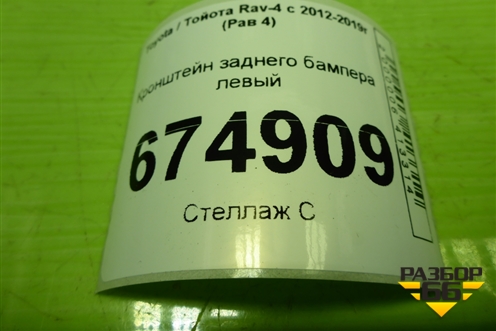 Toyota / Тойота Rav-4 с 2012-2019г
(Рав 4)
Кронштейн заднего бампера
левый
674909
Стеллаж С
РАЗБОР
66